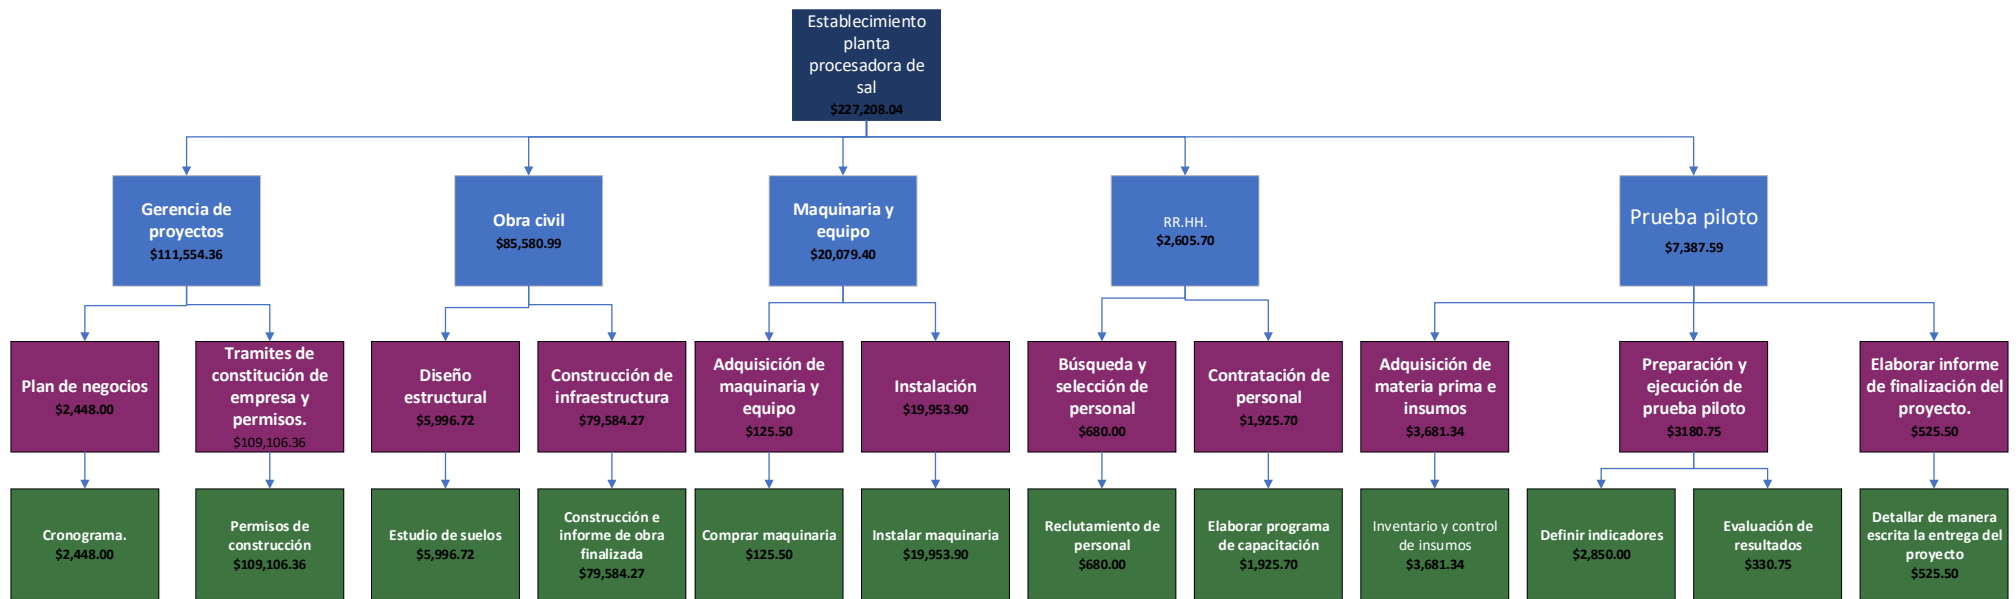 Establecimiento
planta
procesadora de
sal
$227,208.04
Gerencia de
proyectos
$111,554.36
Obra civil
$85,580.99
Maquinaria y
equipo
$20,079.40
RR.HH.
$2,605.70
Prueba piloto
$7,387.59
Plan de negocios
$2,448.00
Tramites de
constitución de
empresa y
permisos.
$109,106.36
Diseño
estructural
$5,996.72
Construcción de
infraestructura
$79,584.27
Adquisición de
maquinaria y
equipo
$125.50
Instalación
$19,953.90
Búsqueda y
selección de
personal
$680.00
Contratación de
personal
$1,925.70
Adquisición de
materia prima e
insumos
$3,681.34
Preparación y
ejecución de
prueba piloto
$3180.75
Elaborar informe
de finalización del
proyecto.
$525.50
Cronograma.
$2,448.00
Permisos de
construcción
$109,106.36
Estudio de suelos
$5,996.72
Construcción e
informe de obra
finalizada
$79,584.27
Comprar maquinaria
$125.50
Instalar maquinaria
$19,953.90
Reclutamiento de
personal
$680.00
Elaborar programa
de capacitación
$1,925.70
Inventario y control
de insumos
$3,681.34
Definir indicadores
$2,850.00
Evaluación de
resultados
$330.75
Detallar de manera
escrita la entrega del
proyecto
$525.50